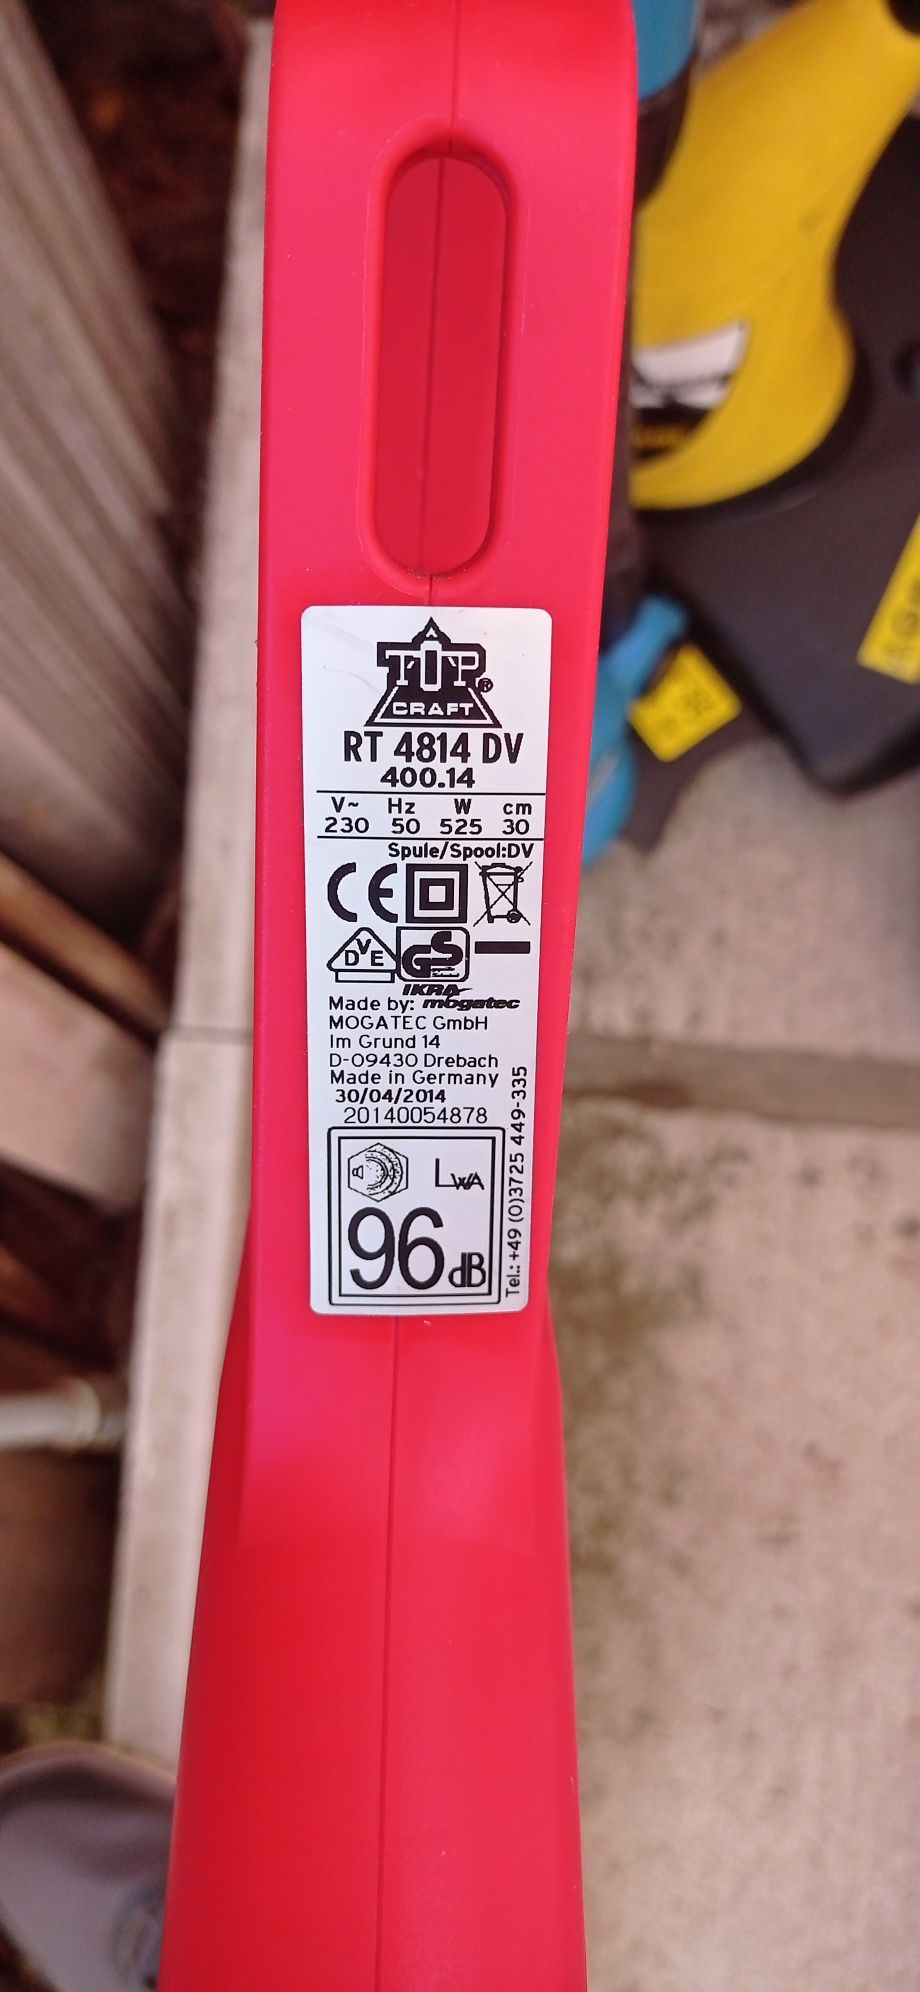 TOP
CRAFT
RT 4814 DV
400.14
V~ Hz W cm
230 50 525 30
Spule/Spool:DV
CE
DVE GS
IKRA
Made by: mogatec
MOGATEC GmbH
Im Grund 14
D-09430 Drebach
Made in Germany
30/04/2014
20140054878
LWA
96 dB
Tel.: +49 (0)3725 449-335